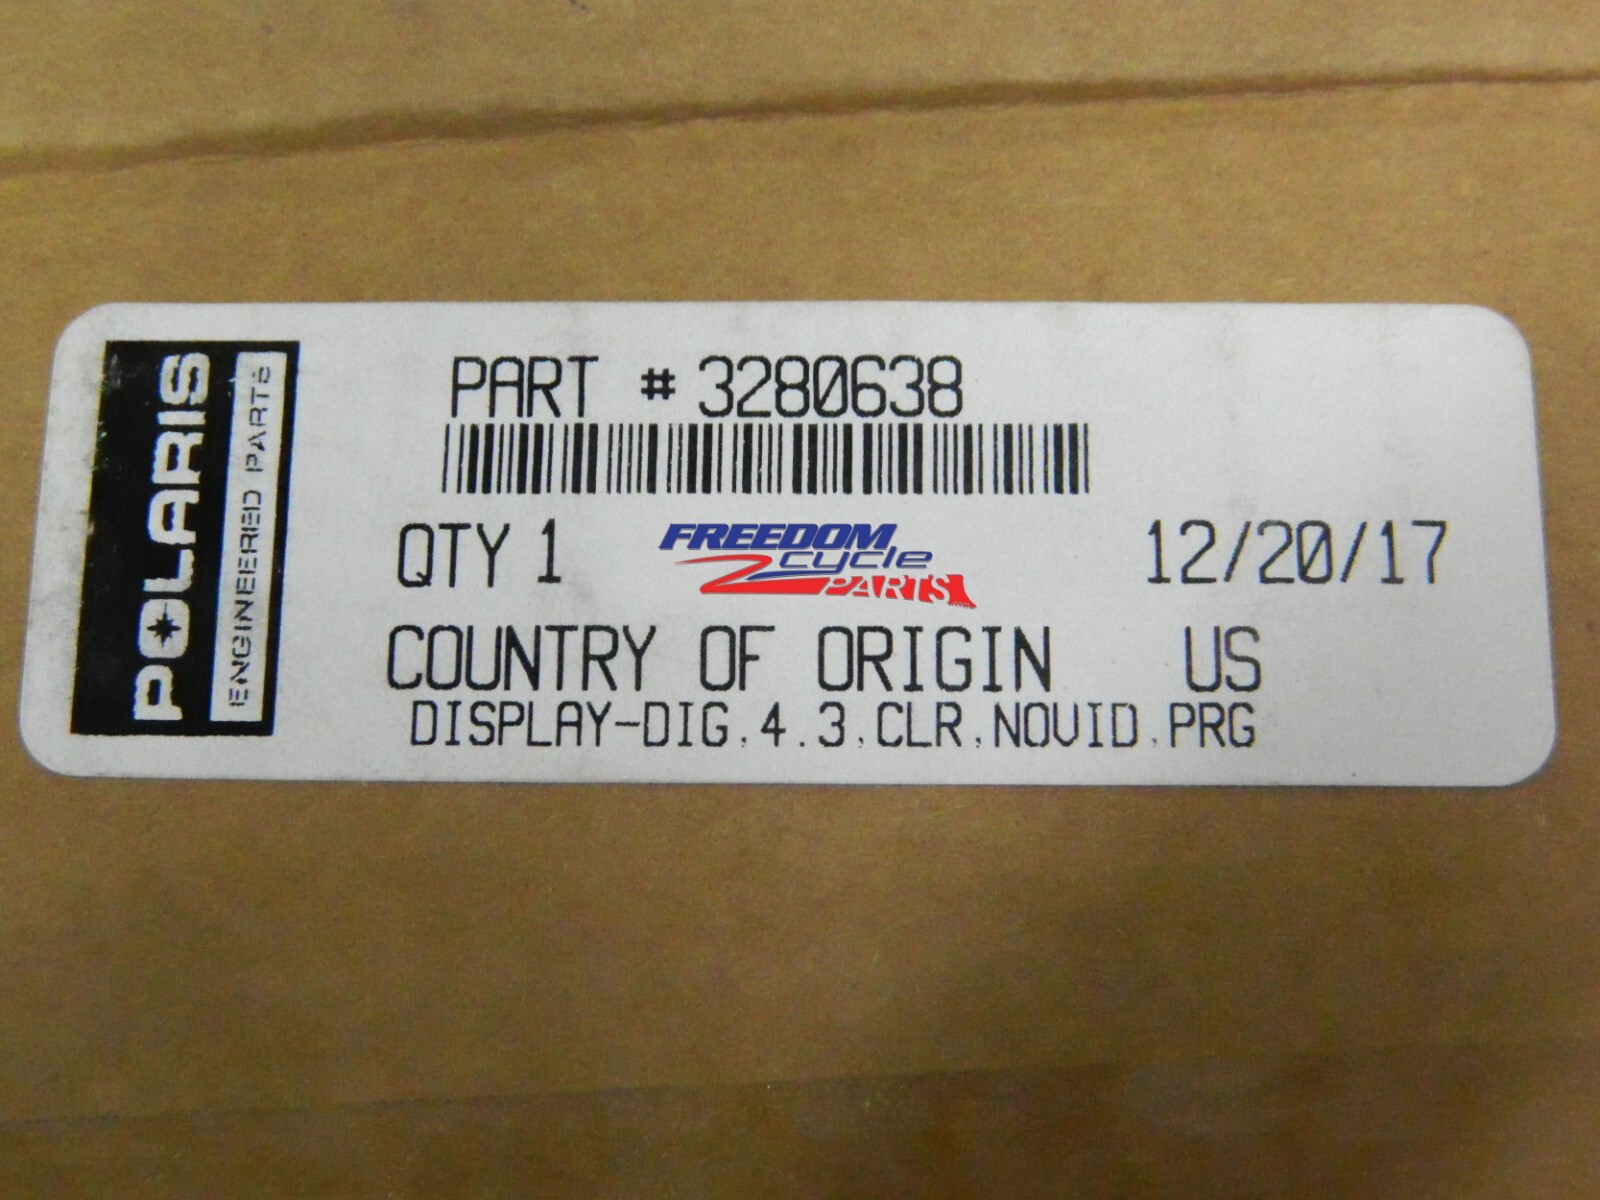 POLARIS
ENGINEERED PARTS
PART # 3280638
QTY 1
12/20/17
FREEDOM
cycle
PARTS
COUNTRY OF ORIGIN US
DISPLAY-DIG,4.3,CLR,NOVID,PRG